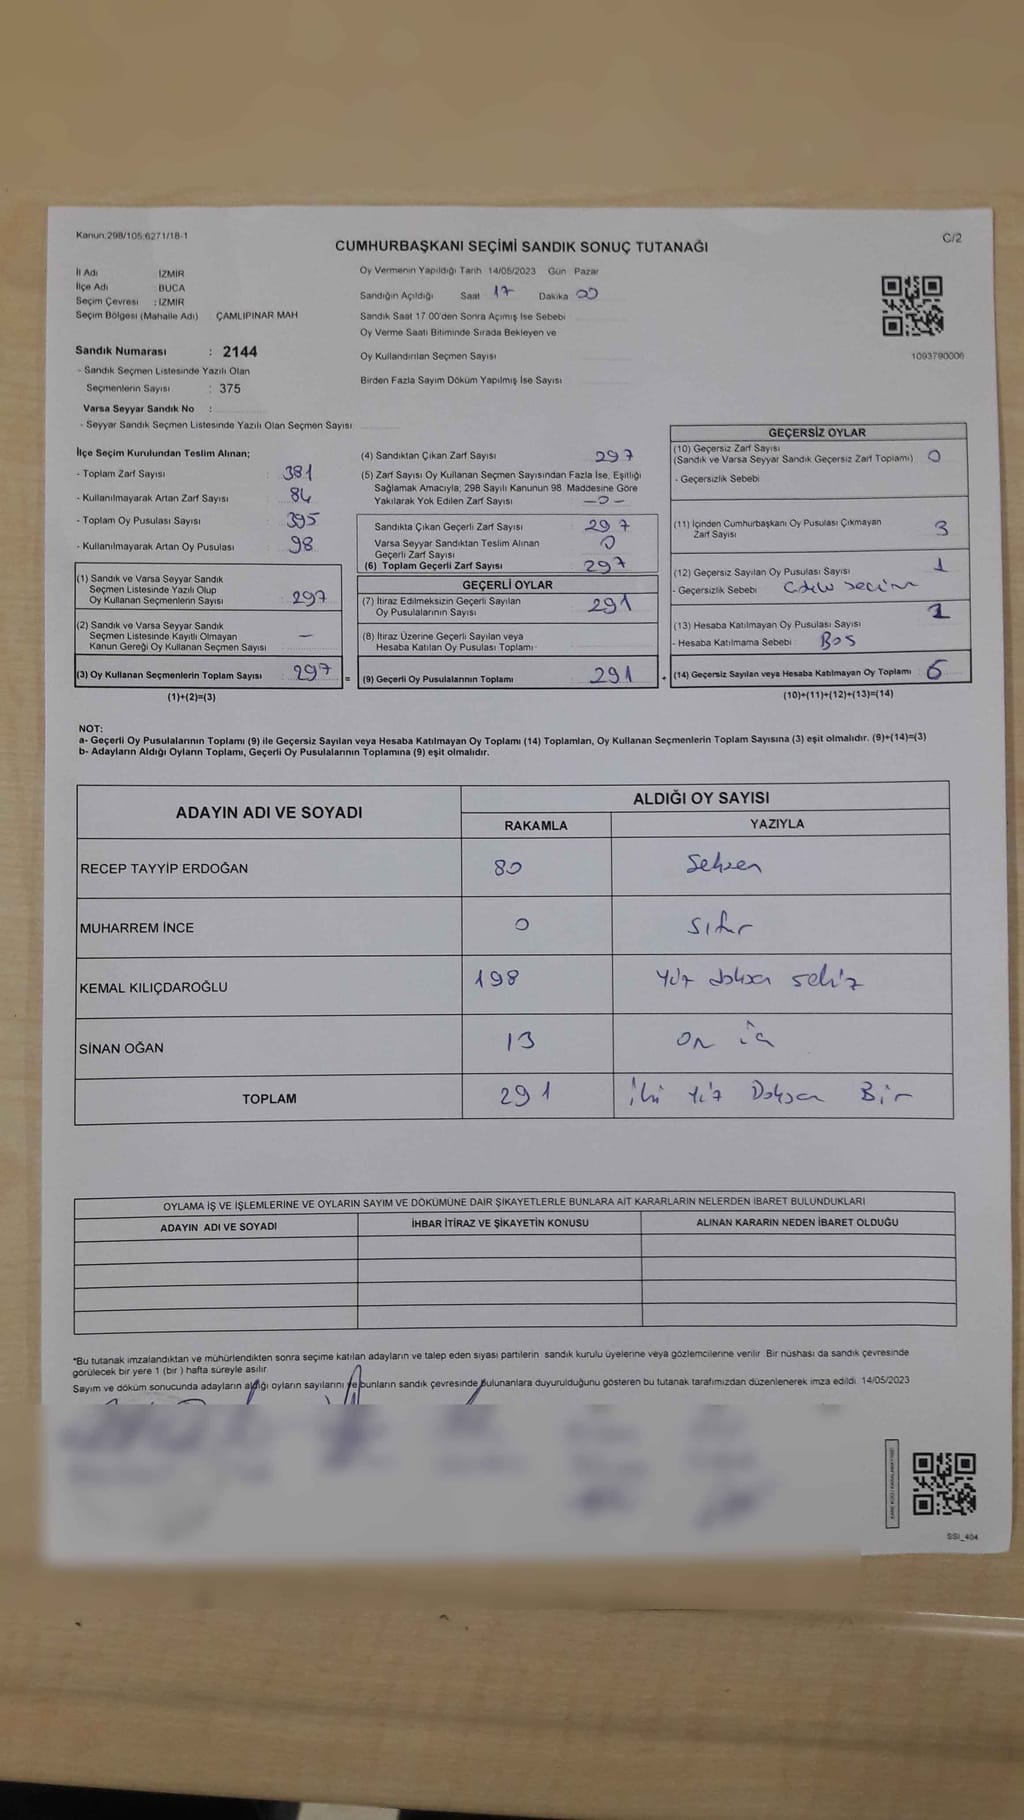 Kanun:298/105;6271/18-1
C/2
CUMHURBAŞKANI SEÇİMİ SANDIK SONUÇ TUTANAĞI
İl Adı İZMİR
İlçe Adı BUCA
Seçim Çevresi : İZMİR
Seçim Bölgesi (Mahalle Adı) ÇAMLIPINAR MAH
Sandık Numarası : 2144
- Sandık Seçmen Listesinde Yazılı Olan
Seçmenlerin Sayısı : 375
Varsa Seyyar Sandık No :
- Seyyar Sandık Seçmen Listesinde Yazılı Olan Seçmen Sayısı
Oy Vermenin Yapıldığı Tarih 14/05/2023 Gün Pazar
Sandığın Açıldığı Saat 17 Dakika 00
Sandık Saat 17:00'den Sonra Açımış İse Sebebi
Oy Verme Saati Bitiminde Sırada Bekleyen ve
Oy Kullandırılan Seçmen Sayısı
Birden Fazla Sayım Döküm Yapılmış İse Sayısı
1093790006
İlçe Seçim Kurulundan Teslim Alınan;
- Toplam Zarf Sayısı : 381
- Kullanılmayarak Artan Zarf Sayısı : 84
- Toplam Oy Pusulası Sayısı : 395
- Kullanılmayarak Artan Oy Pusulası : 98
(1) Sandık ve Varsa Seyyar Sandık
Seçmen Listesinde Yazılı Olup
Oy Kullanan Seçmenlerin Sayısı : 297
(2) Sandık ve Varsa Seyyar Sandık
Seçmen Listesinde Kayıtlı Olmayan
Kanun Gereği Oy Kullanan Seçmen Sayısı : —
(3) Oy Kullanan Seçmenlerin Toplam Sayısı : 297
(1)+(2)=(3)
(4) Sandıktan Çıkan Zarf Sayısı : 297
(5) Zarf Sayısı Oy Kullanan Seçmen Sayısından Fazla İse, Eşitliği
Sağlamak Amacıyla; 298 Sayılı Kanunun 98. Maddesine Göre
Yakılarak Yok Edilen Zarf Sayısı —0—
Sandıkta Çıkan Geçerli Zarf Sayısı : 297
Varsa Seyyar Sandıktan Teslim Alınan
Geçerli Zarf Sayısı : 0
(6) Toplam Geçerli Zarf Sayısı : 297
GEÇERLİ OYLAR
(7) İtiraz Edilmeksizin Geçerli Sayılan
Oy Pusulalarının Sayısı : 291
(8) İtiraz Üzerine Geçerli Sayılan veya
Hesaba Katılan Oy Pusulası Toplamı
= (9) Geçerli Oy Pusulalarının Toplamı : 291
GEÇERSİZ OYLAR
(10) Geçersiz Zarf Sayısı
(Sandık ve Varsa Seyyar Sandık Geçersiz Zarf Toplamı) : 0
- Geçersizlik Sebebi
(11) İçinden Cumhurbaşkanı Oy Pusulası Çıkmayan
Zarf Sayısı : 3
(12) Geçersiz Sayılan Oy Pusulası Sayısı : 1
- Geçersizlik Sebebi : seçim
(13) Hesaba Katılmayan Oy Pusulası Sayısı : 2
- Hesaba Katılmama Sebebi : Boş
+ (14) Geçersiz Sayılan veya Hesaba Katılmayan Oy Toplamı : 6
(10)+(11)+(12)+(13)=(14)
NOT:
a- Geçerli Oy Pusulalarının Toplamı (9) ile Geçersiz Sayılan veya Hesaba Katılmayan Oy Toplamı (14) Toplamları, Oy Kullanan Seçmenlerin Toplam Sayısına (3) eşit olmalıdır. (9)+(14)=(3)
b- Adayların Aldığı Oyların Toplamı, Geçerli Oy Pusulalarının Toplamına (9) eşit olmalıdır.
ADAYIN ADI VE SOYADI
ALDIĞI OY SAYISI
RAKAMLA YAZIYLA
RECEP TAYYİP ERDOĞAN 80 Seksen
MUHARREM İNCE 0 Sıfır
KEMAL KILIÇDAROĞLU 198 Yüz doksan sekiz
SİNAN OĞAN 13 On üç
TOPLAM 291 İki Yüz Doksan Bir
OYLAMA İŞ VE İŞLEMLERİNE VE OYLARIN SAYIM VE DÖKÜMÜNE DAİR ŞİKAYETLERLE BUNLARA AİT KARARLARIN NELERDEN İBARET BULUNDUKLARI
ADAYIN ADI VE SOYADI İHBAR İTİRAZ VE ŞİKAYETİN KONUSU ALINAN KARARIN NEDEN İBARET OLDUĞU
*Bu tutanak imzalandıktan ve mühürlendikten sonra seçime katılan adayların ve talep eden siyasi partilerin sandık kurulu üyelerine veya gözlemcilerine verilir. Bir nüshası da sandık çevresinde
görülecek bir yere 1 (bir) hafta süreyle asılır.
Sayım ve döküm sonucunda adayların aldığı oyların sayılarını ve bunların sandık çevresinde bulunanlara duyurulduğunu gösteren bu tutanak tarafımızdan düzenlenerek imza edildi. 14/05/2023
SSİ_404